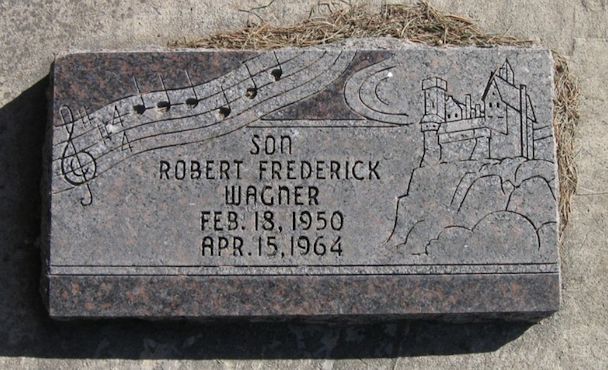 SON
ROBERT FREDERICK
WAGNER
FEB. 18, 1950
APR. 15, 1964